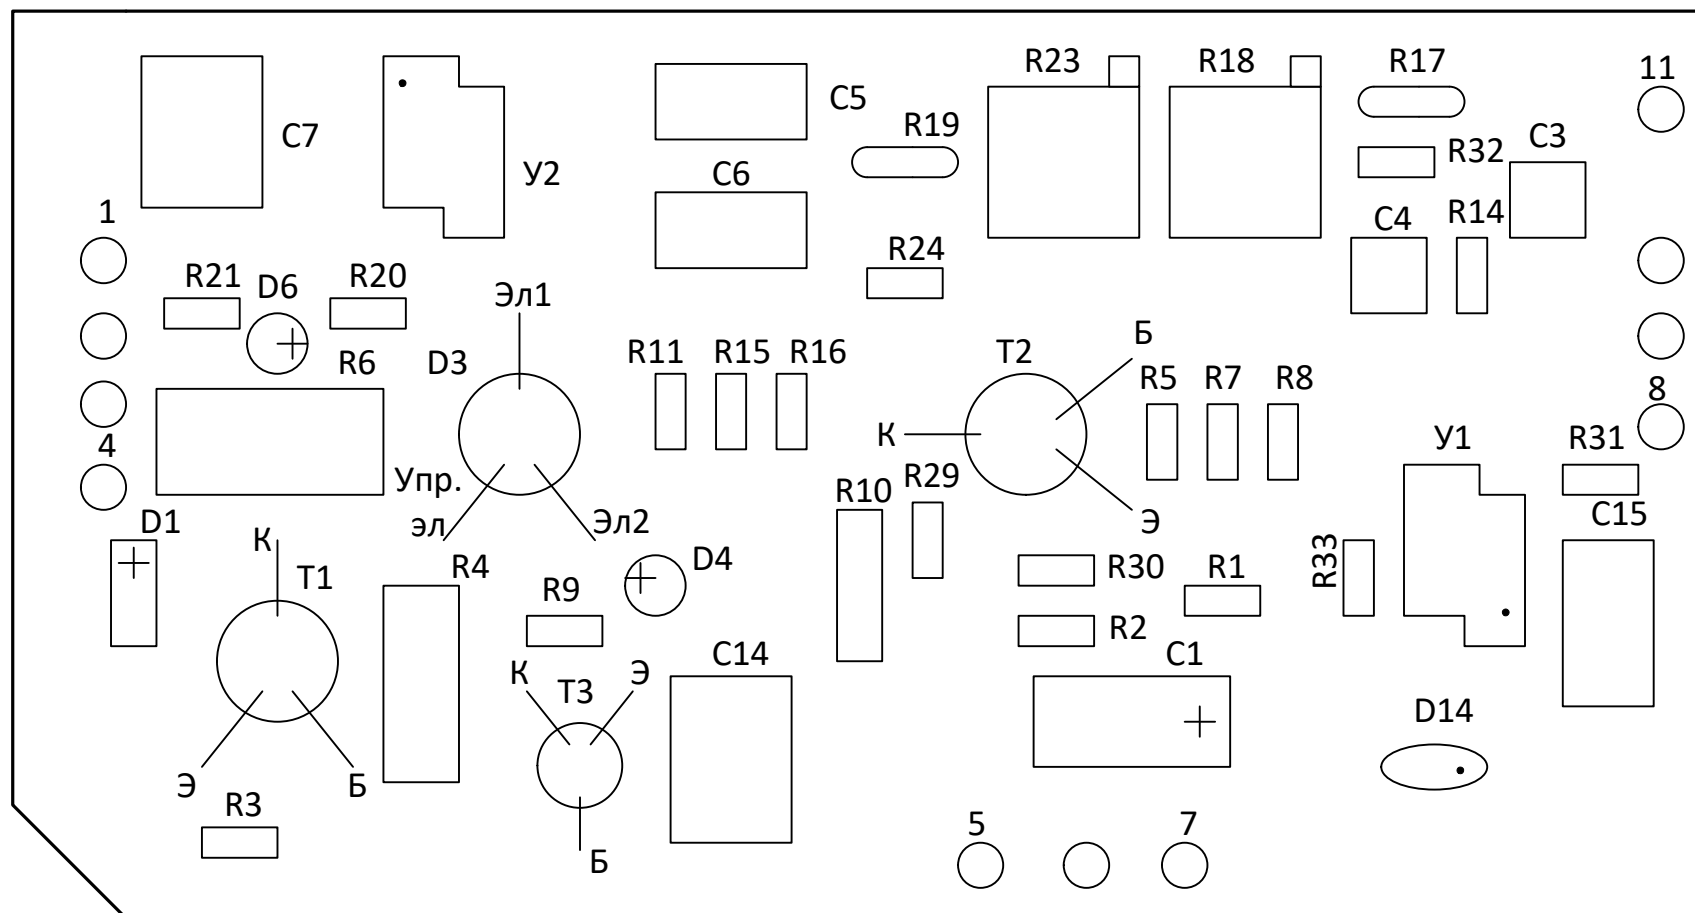 R23
R18
R17
11
C7
C5
R19
У2
C6
R32
C3
1
C4
R14
R24
R21
D6
R20
Эл1
R6
D3
R11
R15
R16
T2
Б
R5
R7
R8
8
4
К
У1
R31
Упр.
эл
Эл2
R10
R29
Э
C15
D1
К
T1
R4
R9
D4
R30
R1
R33
R2
К
T3
Э
C14
C1
D14
Э
Б
R3
Б
5
7